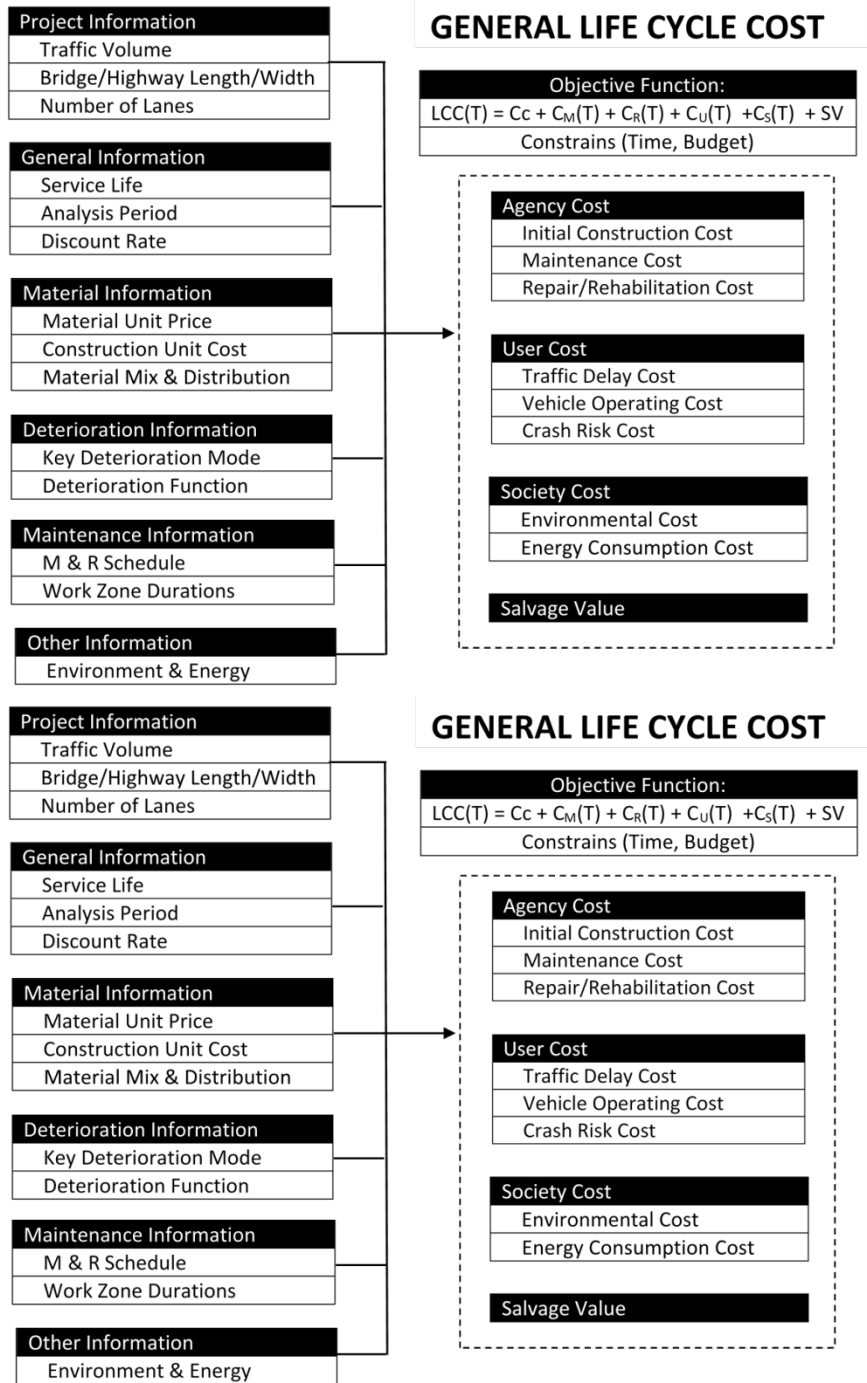 Project Information
Traffic Volume
Bridge/Highway Length/Width
Number of Lanes
General Information
Service Life
Analysis Period
Discount Rate
Material Information
Material Unit Price
Construction Unit Cost
Material Mix & Distribution
Deterioration Information
Key Deterioration Mode
Deterioration Function
Maintenance Information
M & R Schedule
Work Zone Durations
Other Information
Environment & Energy
GENERAL LIFE CYCLE COST
Objective Function:
LCC(T) = Cc + C_M(T) + C_R(T) + C_U(T) +C_S(T) + SV
Constrains (Time, Budget)
Agency Cost
Initial Construction Cost
Maintenance Cost
Repair/Rehabilitation Cost
User Cost
Traffic Delay Cost
Vehicle Operating Cost
Crash Risk Cost
Society Cost
Environmental Cost
Energy Consumption Cost
Salvage Value
Project Information
Traffic Volume
Bridge/Highway Length/Width
Number of Lanes
General Information
Service Life
Analysis Period
Discount Rate
Material Information
Material Unit Price
Construction Unit Cost
Material Mix & Distribution
Deterioration Information
Key Deterioration Mode
Deterioration Function
Maintenance Information
M & R Schedule
Work Zone Durations
Other Information
Environment & Energy
GENERAL LIFE CYCLE COST
Objective Function:
LCC(T) = Cc + C_M(T) + C_R(T) + C_U(T) +C_S(T) + SV
Constrains (Time, Budget)
Agency Cost
Initial Construction Cost
Maintenance Cost
Repair/Rehabilitation Cost
User Cost
Traffic Delay Cost
Vehicle Operating Cost
Crash Risk Cost
Society Cost
Environmental Cost
Energy Consumption Cost
Salvage Value